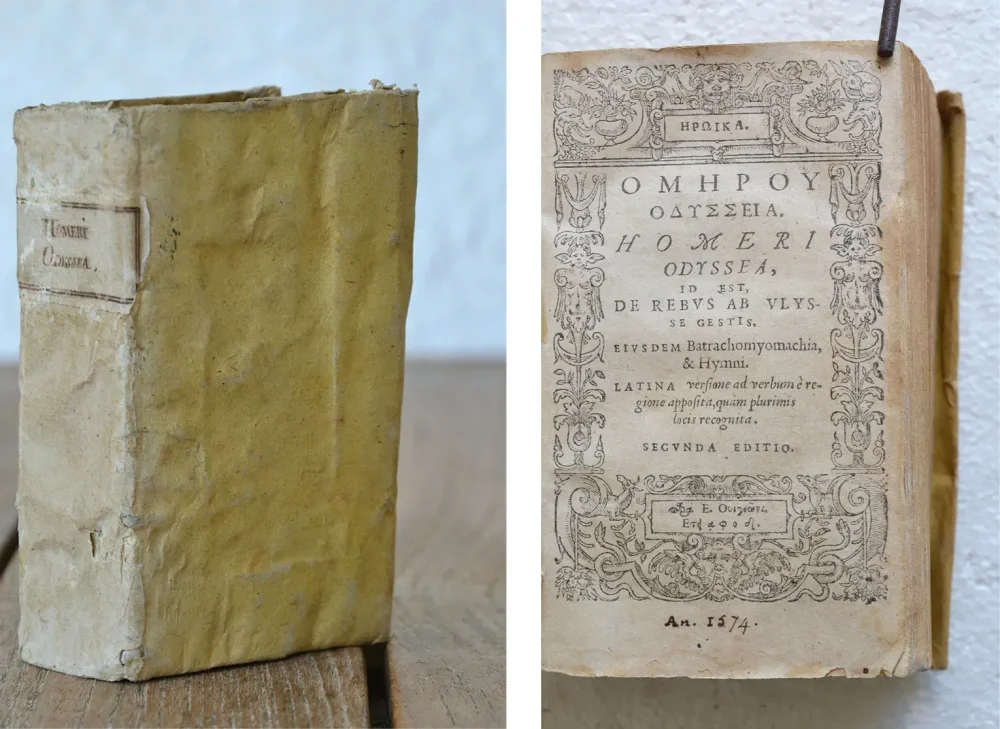 HOMERI
ODYSSEA.
ΗΡΩΙΚΑ.
ΟΜΗΡΟΥ
ΟΔΥΣΣΕΙΑ.
HOMERI
ODYSSEA,
ID EST,
DE REBVS AB VLYS-
SE GESTIS.
EIVSDEM Batrachomyomachia,
& Hymni.
LATINA versione ad verbum è re-
gione apposita, quam plurimis
locis recognita.
SECVNDA EDITIO.
Ε. Ουιγνωνι.
An. 1574.